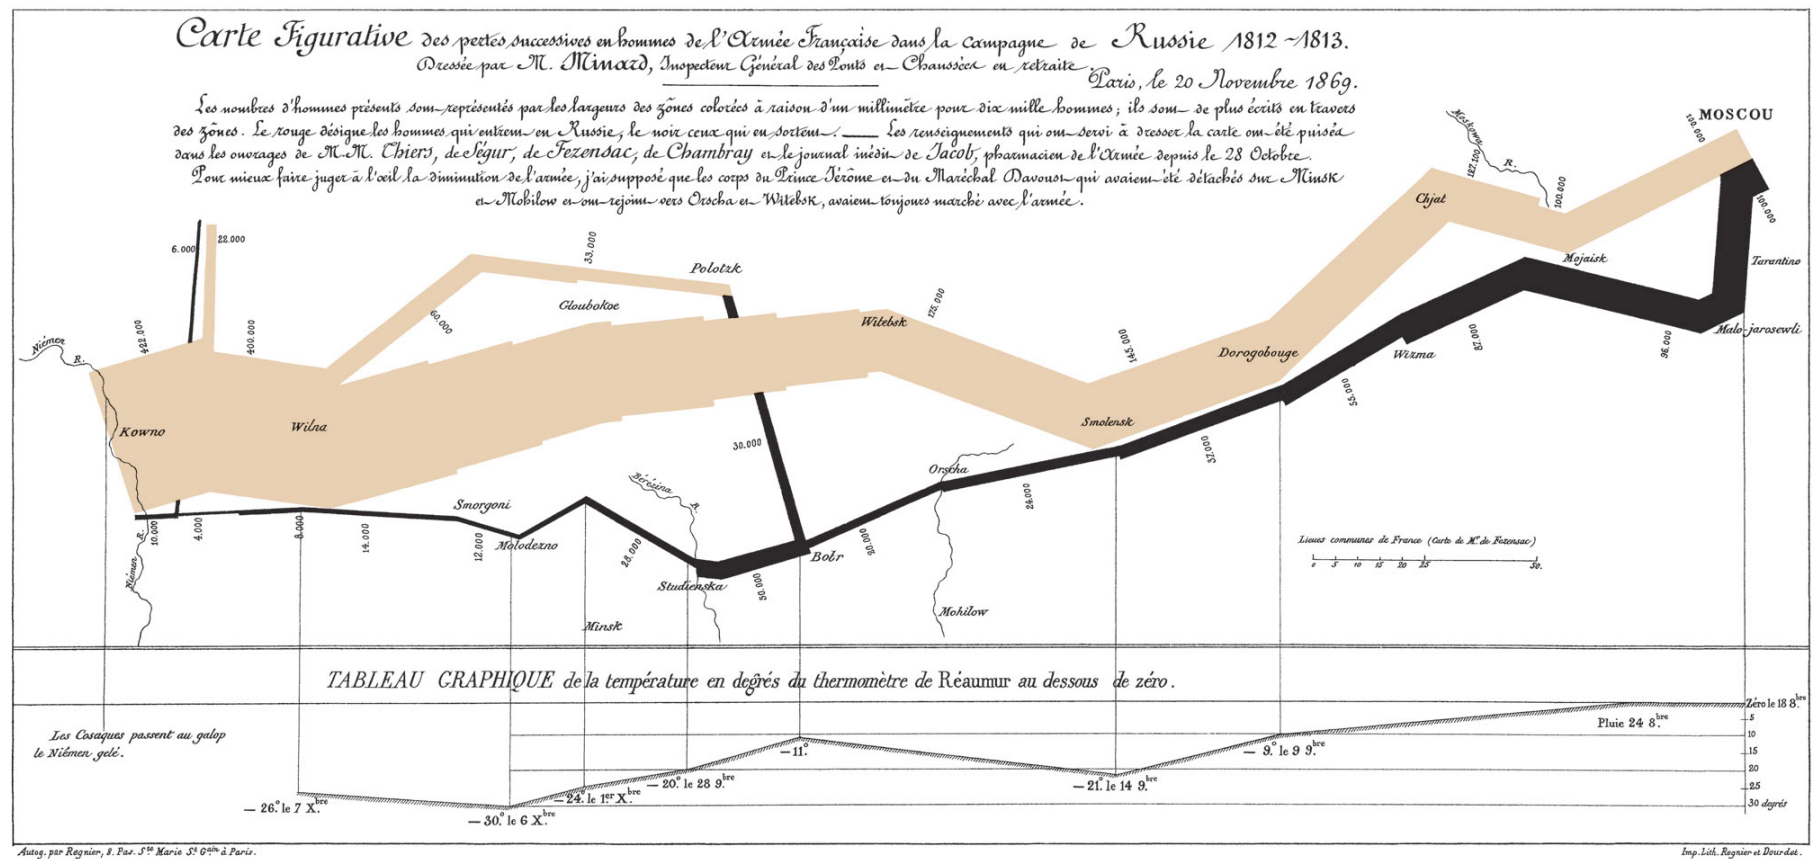 Carte Figurative des pertes successives en hommes de l'Armée Française dans la campagne de Russie 1812~1813.
Dressée par M. Minard, Inspecteur Général des Ponts et Chaussées en retraite.
Paris, le 20 Novembre 1869.
Les nombres d'hommes présents sont représentés par les largeurs des zônes colorées à raison d'un millimètre pour dix mille hommes; ils sont de plus écrits en travers
des zônes. Le rouge désigne les hommes qui entrent en Russie, le noir ceux qui en sortent. — Les renseignements qui ont servi à dresser la carte ont été puisés
dans les ouvrages de M.M. Thiers, de Ségur, de Fezensac, de Chambray et le journal inédit de Jacob, pharmacien de l'Armée depuis le 28 Octobre.
Pour mieux faire juger à l'œil la diminution de l'armée, j'ai supposé que les corps du Prince Jérôme et du Maréchal Davoust qui avaient été détachés sur Minsk
et Mohilow et ont rejoint vers Orscha et Witebsk, avaient toujours marché avec l'armée.
MOSCOU
100.000
Moskowa R.
127.100
100.000
Chjat
Mojaisk
100.000
Tarantino
Malo-jarosewli
6.000
22.000
33.000
Polotzk
Gloubokoe
60.000
Witebsk
175.000
422.000
400.000
Niémen R.
145.000
Dorogobouge
Wizma
87.000
96.000
55.000
Kowno
Wilna
Smolensk
37.000
30.000
Orscha
24.000
Bérézina R.
Smorgoni
10.000
4.000
8.000
14.000
12.000
Molodezno
28.000
Studienska
50.000
Bobr
20.000
Niémen R.
Minsk
Mohilow
Lieues communes de France (Carte de M. de Fezensac)
0 5 10 15 20 25 50.
TABLEAU GRAPHIQUE de la température en degrés du thermomètre de Réaumur au dessous de zéro.
Les Cosaques passent au galop
le Niémen gelé.
− 26° le 7 Xbre
− 30° le 6 Xbre
− 24° le 1er Xbre
− 20° le 28 9bre
− 11°
− 21° le 14 9bre
− 9° le 9 9bre
Pluie 24 8bre
Zéro le 18 8bre
5
10
15
20
25
30 degrés
Autog. par Regnier, 8. Pas. Ste Marie St Gain à Paris.
Imp. Lith. Regnier et Dourdet.